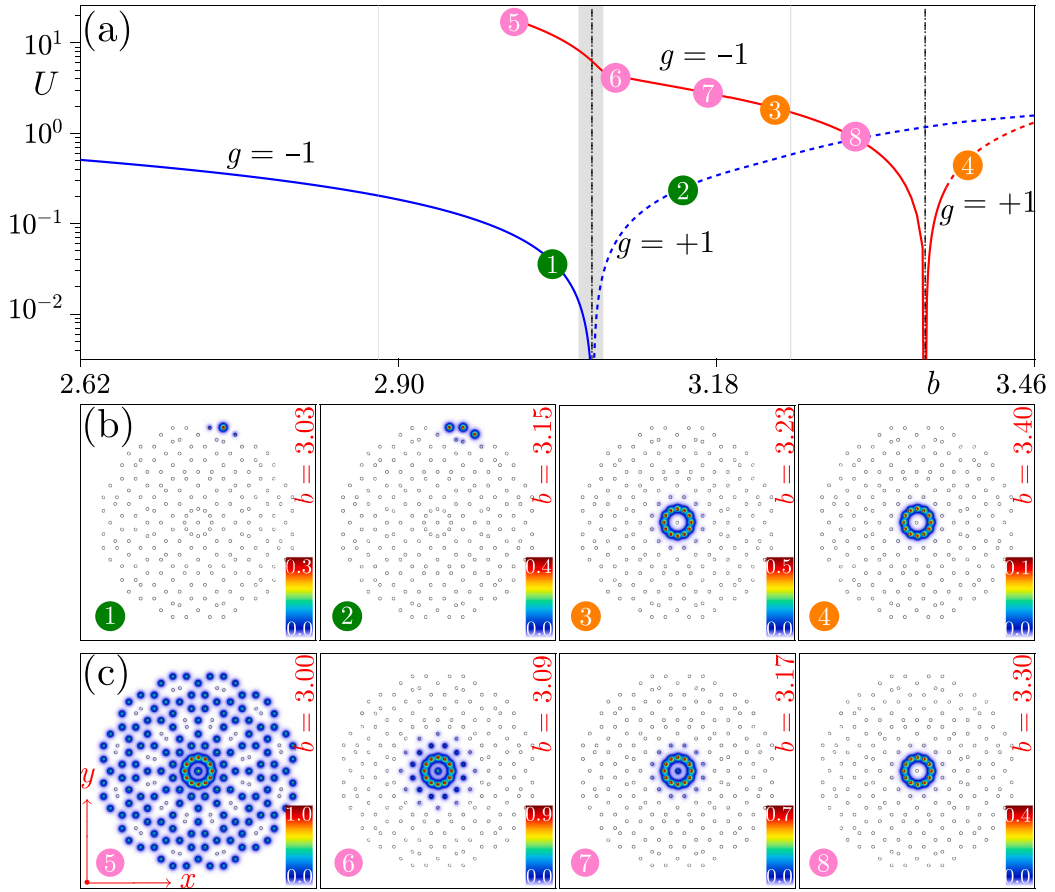 (a)
10¹
U
10⁰
10⁻¹
10⁻²
g = −1
g = −1
g = +1
g = +1
5
6
7
3
8
4
2
1
2.62 2.90 3.18 b 3.46
(b)
b = 3.03
0.3
0.0
1
b = 3.15
0.4
0.0
2
b = 3.23
0.5
0.0
3
b = 3.40
0.1
0.0
4
(c)
b = 3.00
1.0
0.0
y
x
5
b = 3.09
0.9
0.0
6
b = 3.17
0.7
0.0
7
b = 3.30
0.4
0.0
8